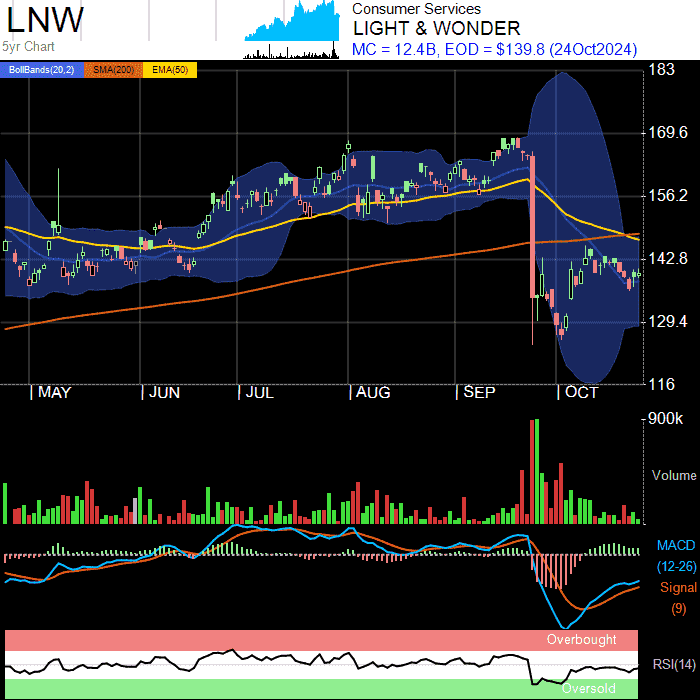 LNW
5yr Chart
Consumer Services
LIGHT & WONDER
MC = 12.4B, EOD = $139.8 (24Oct2024)
BollBands(20,2) SMA(200) EMA(50)
183
169.6
156.2
142.8
129.4
116
MAY JUN JUL AUG SEP OCT
900k
Volume
MACD
(12-26)
Signal
(9)
Overbought
RSI(14)
Oversold